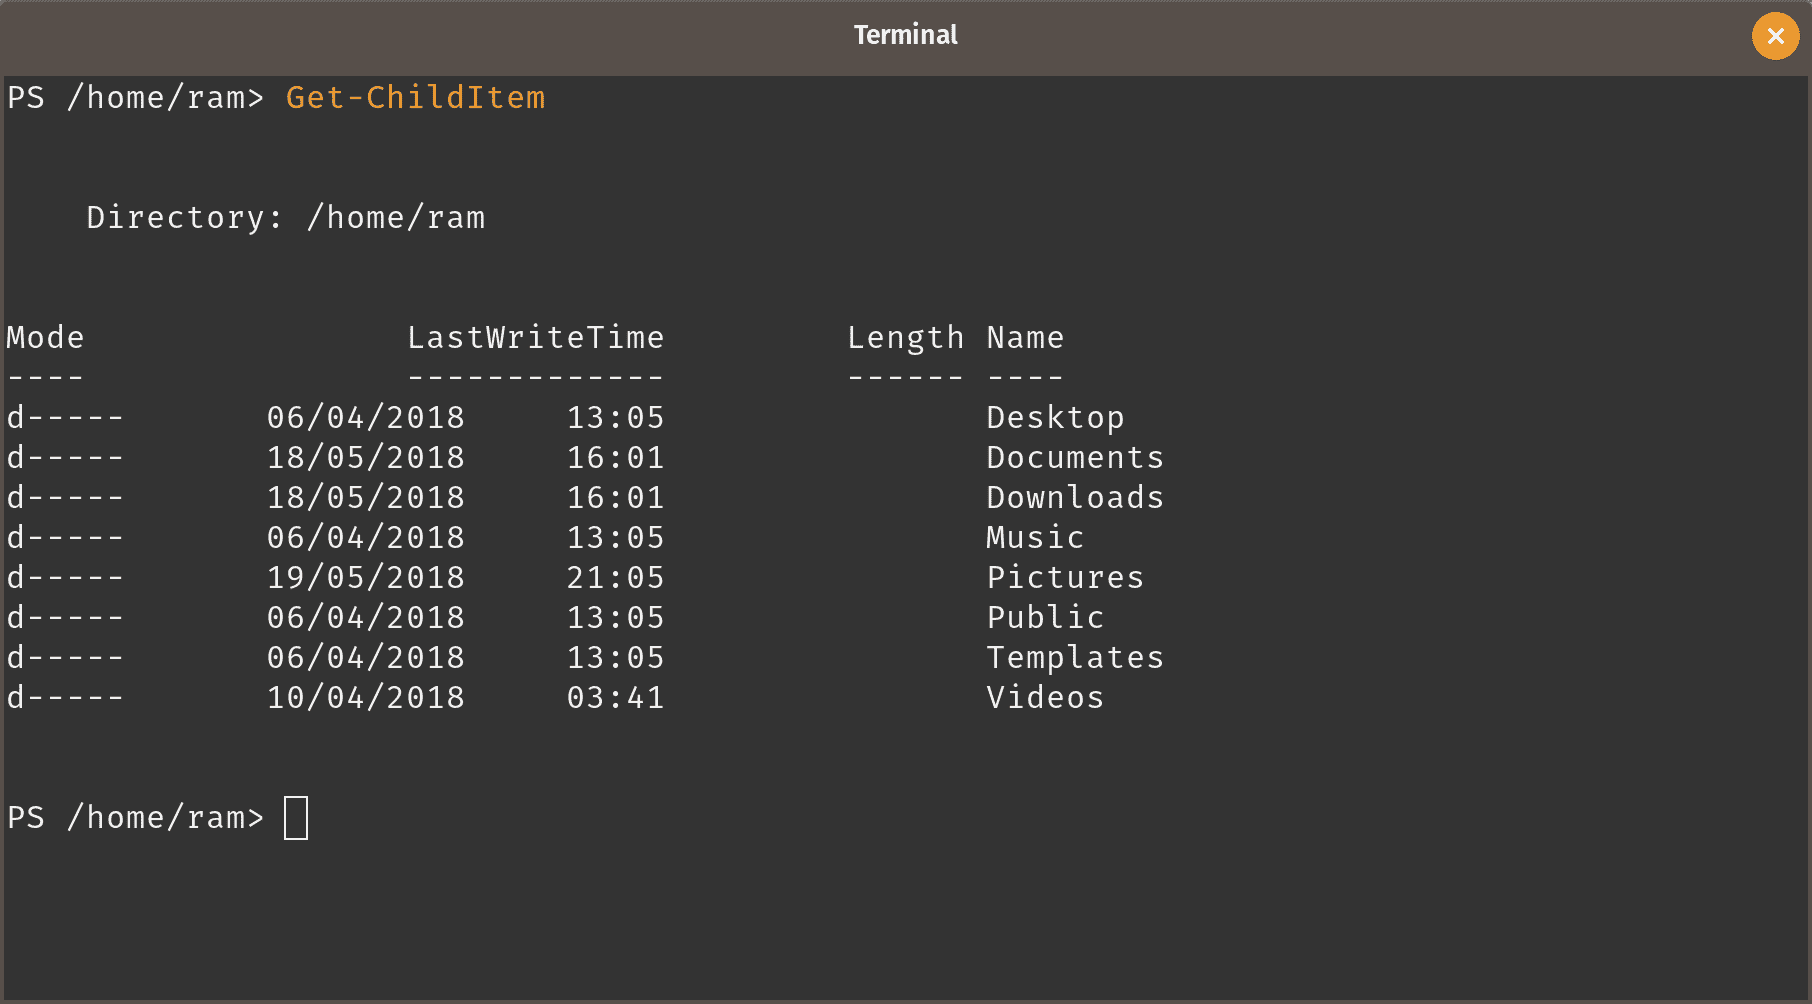 Terminal
PS /home/ram> Get-ChildItem
Directory: /home/ram
Mode LastWriteTime Length Name
---- ------------- ------ ----
d----- 06/04/2018 13:05 Desktop
d----- 18/05/2018 16:01 Documents
d----- 18/05/2018 16:01 Downloads
d----- 06/04/2018 13:05 Music
d----- 19/05/2018 21:05 Pictures
d----- 06/04/2018 13:05 Public
d----- 06/04/2018 13:05 Templates
d----- 10/04/2018 03:41 Videos
PS /home/ram>